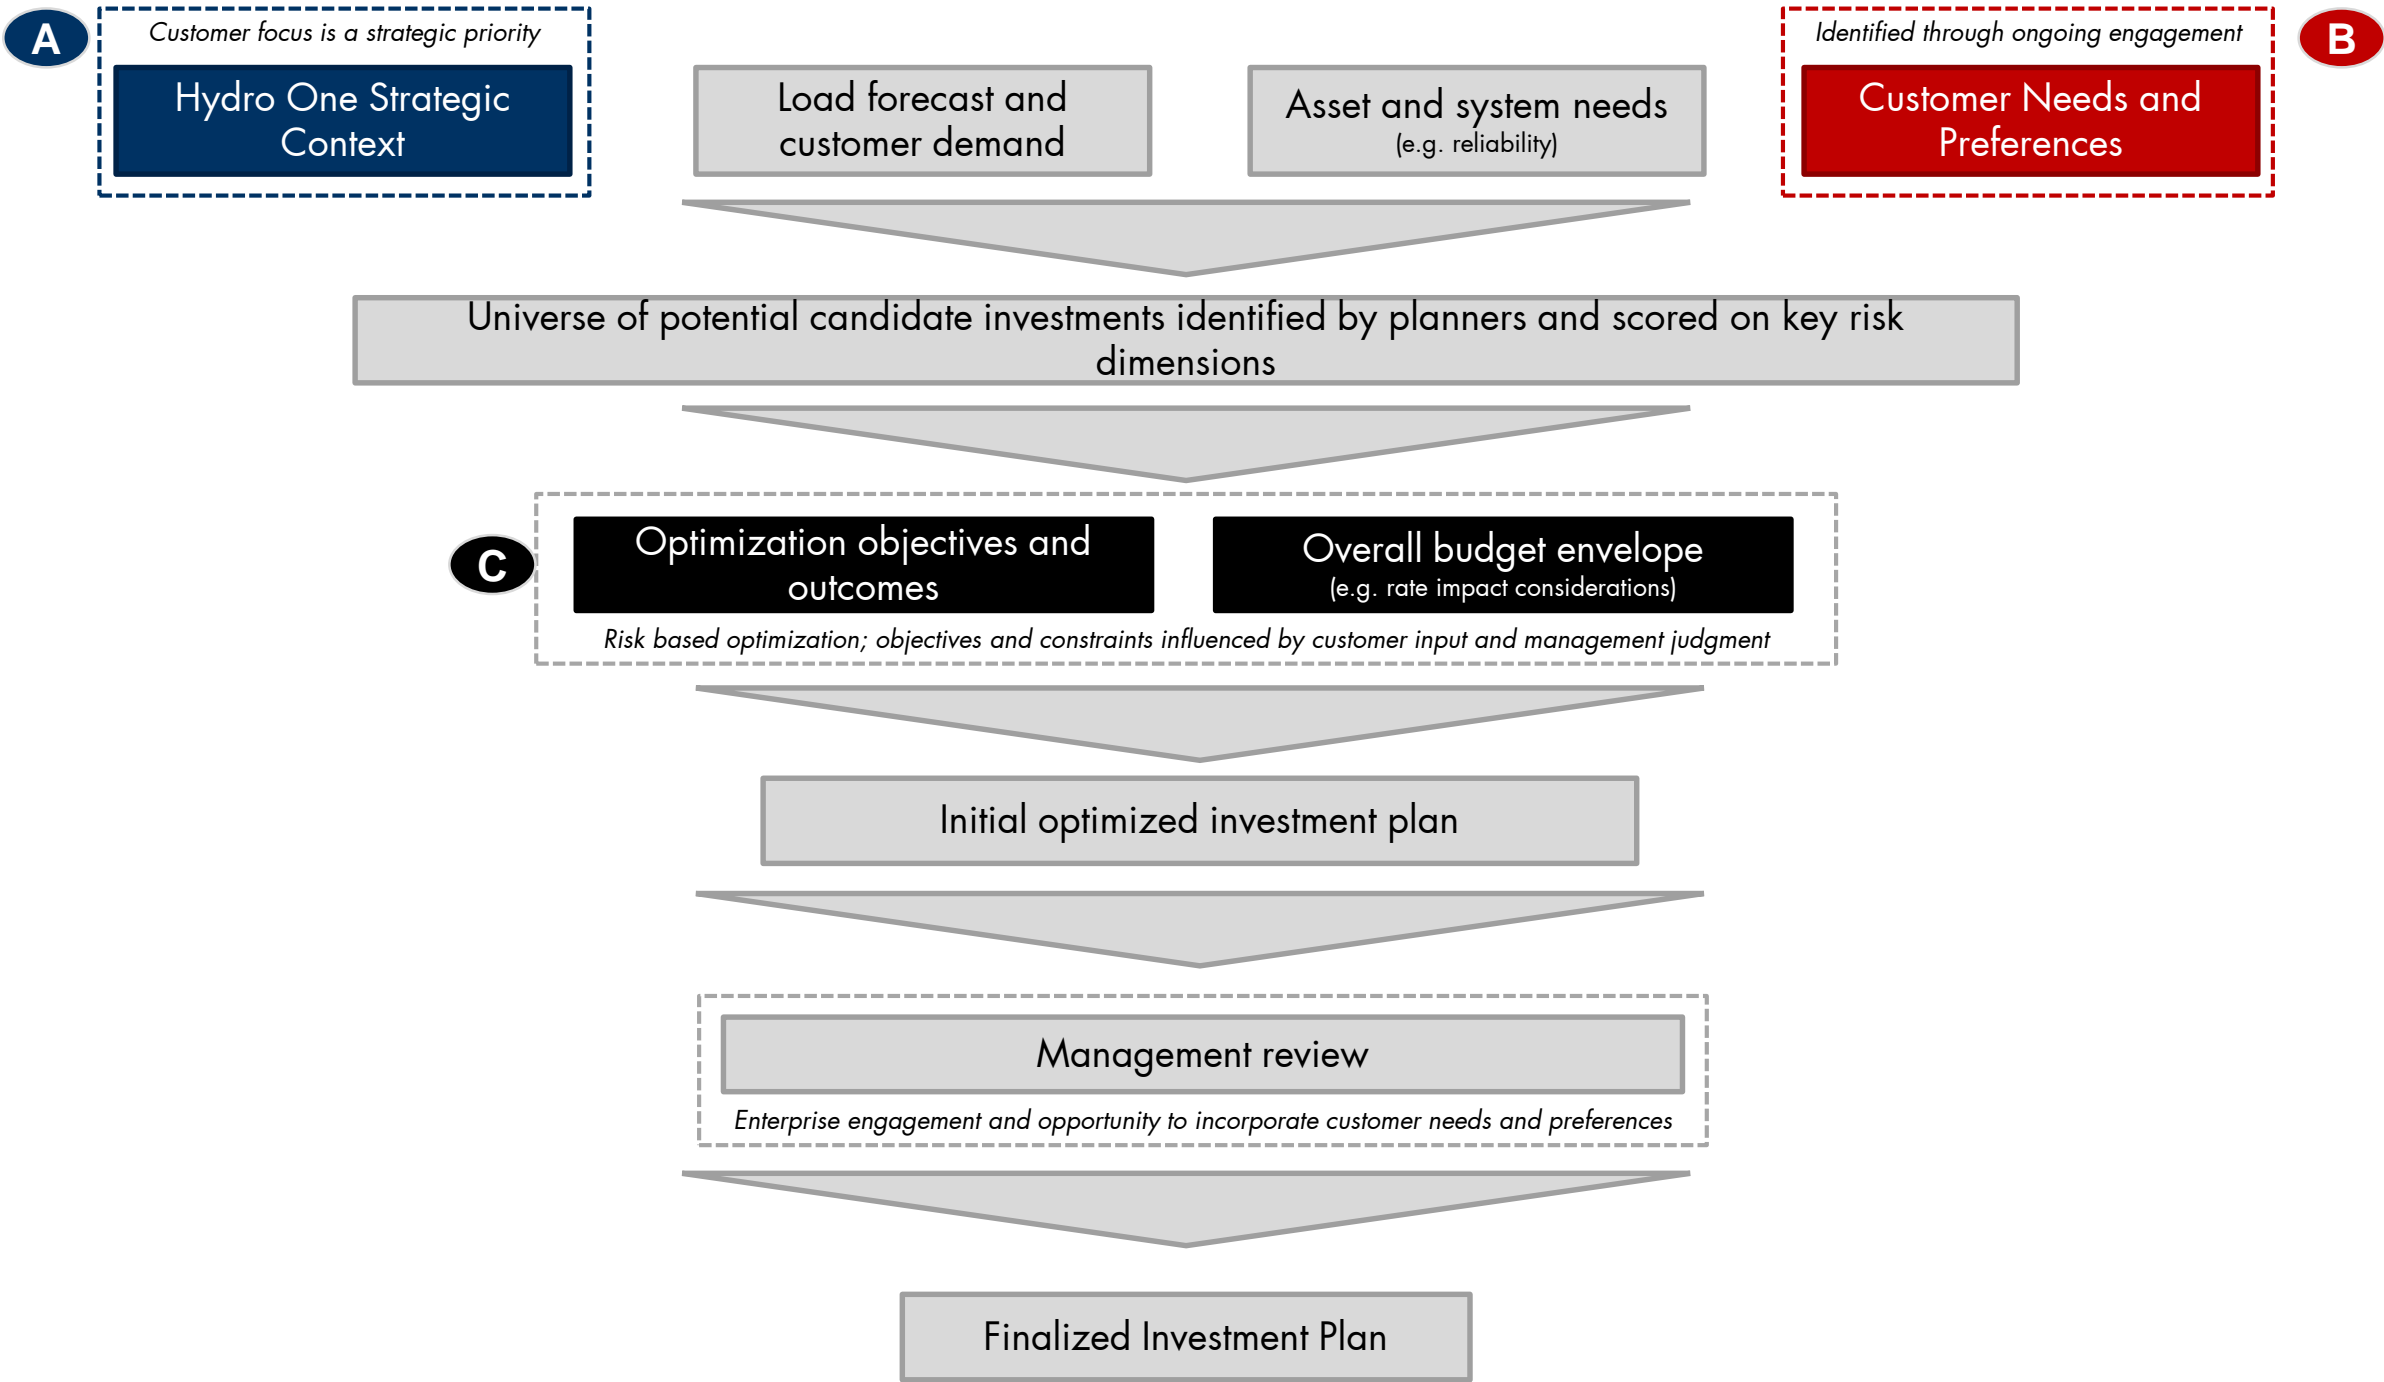 A
Customer focus is a strategic priority
Hydro One Strategic
Context
Load forecast and
customer demand
Asset and system needs
(e.g. reliability)
Identified through ongoing engagement
Customer Needs and
Preferences
B
Universe of potential candidate investments identified by planners and scored on key risk
dimensions
C
Optimization objectives and
outcomes
Overall budget envelope
(e.g. rate impact considerations)
Risk based optimization; objectives and constraints influenced by customer input and management judgment
Initial optimized investment plan
Management review
Enterprise engagement and opportunity to incorporate customer needs and preferences
Finalized Investment Plan